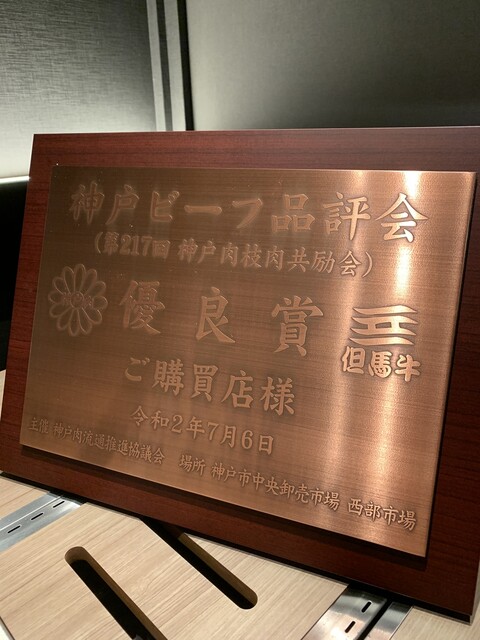 神戸ビーフ品評会
(第217回 神戸肉枝肉共励会)
優良賞
但馬牛
ご購買店様
令和2年7月6日
主催 神戸肉流通推進協議会 場所 神戸市中央卸売市場 西部市場